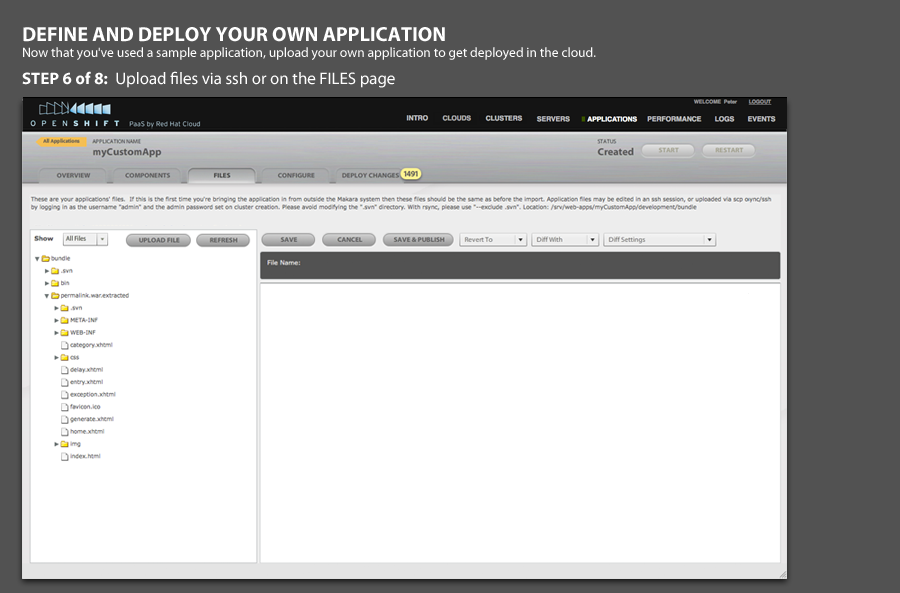 DEFINE AND DEPLOY YOUR OWN APPLICATION
Now that you've used a sample application, upload your own application to get deployed in the cloud.
STEP 6 of 8: Upload files via ssh or on the FILES page
WELCOME Peter LOGOUT
OPENSHIFT PaaS by Red Hat Cloud
INTRO CLOUDS CLUSTERS SERVERS APPLICATIONS PERFORMANCE LOGS EVENTS
All Applications APPLICATION NAME
myCustomApp
STATUS
Created START RESTART
OVERVIEW COMPONENTS FILES CONFIGURE DEPLOY CHANGES 1491
These are your applications' files. If this is the first time you're bringing the application in from outside the Makara system then these files should be the same as before the import. Application files may be edited in an ssh session, or uploaded via scp or rsync/ssh
by logging in as the username "admin" and the admin password set on cluster creation. Please avoid modifying the ".svn" directory. With rsync, please use "--exclude .svn". Location: /srv/web-apps/myCustomApp/development/bundle
Show All Files UPLOAD FILE REFRESH SAVE CANCEL SAVE & PUBLISH Revert To Diff With Diff Settings
File Name:
bundle
.svn
bin
permalink.war.extracted
.svn
META-INF
WEB-INF
category.xhtml
css
delay.xhtml
entry.xhtml
exception.xhtml
favicon.ico
generate.xhtml
home.xhtml
img
index.html